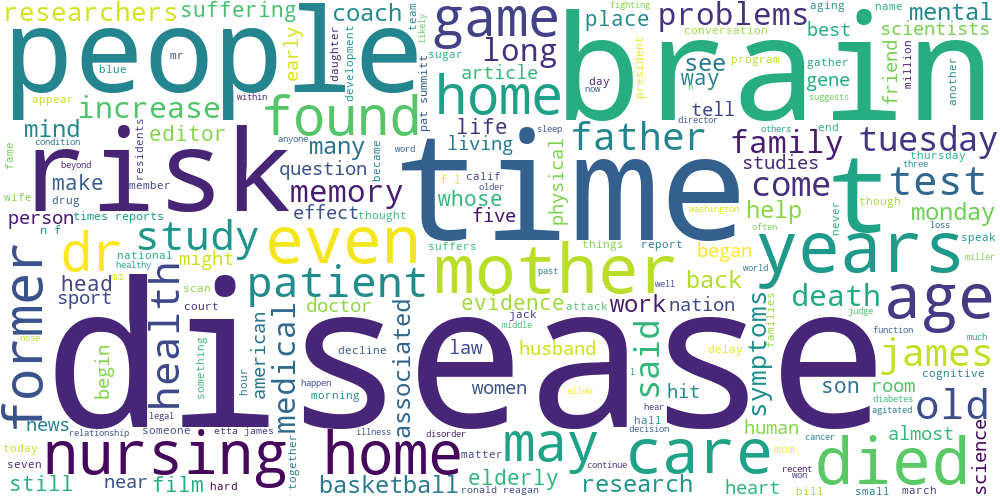 researchers
suffering
coach
team
likely
game
problems
fighting
aging
name
mental
people
brain
early
daughter
development
long
place
conversation
best
scientists
blue
mr
sugar
article
see
way
president
program
gather
gene
friend
million
another
appear
within
pat summitt
home
day
now
n
tell
suggests
increase
found
director
others
end
tuesday
mind
condition
editor
residents
anyone
many
life
word
sleep
father
family
fame
risk
time
t
living
question
became
physical
studies
thursday
three
beyond
make
drug
member
memory
f l
calif
older
whose
come
test
wife
person
times reports
effect
thought
five
washington
help
though
monday
n f
dr
study
even
suffers
things
report
began
often
never
loss
speak
years
national
healthy
ms
might
mother
past
well
back
world
miller
former
head
sport
health
scan
patient
evidence
attack
work
nation
death
age
court
doctor
jack
middle
symptoms
families
judge
function
much
nose
begin
something
hour
american
medical
decline
associated
law
husband
said
delay
james
disease
happen
morning
women
allow
l
hit
son
room
cognitive
diabetes
agitated
old
news
legal
relationship
someone
etta james
illness
disorder
hall
hear
decision
human
cancer
mom
almost
today
nursing
home
together
matter
may
care
died
science
seven
still
near
film
hard
basketball
continue
elderly
ronald reagan
research
heart
recent
won
bill
small
march